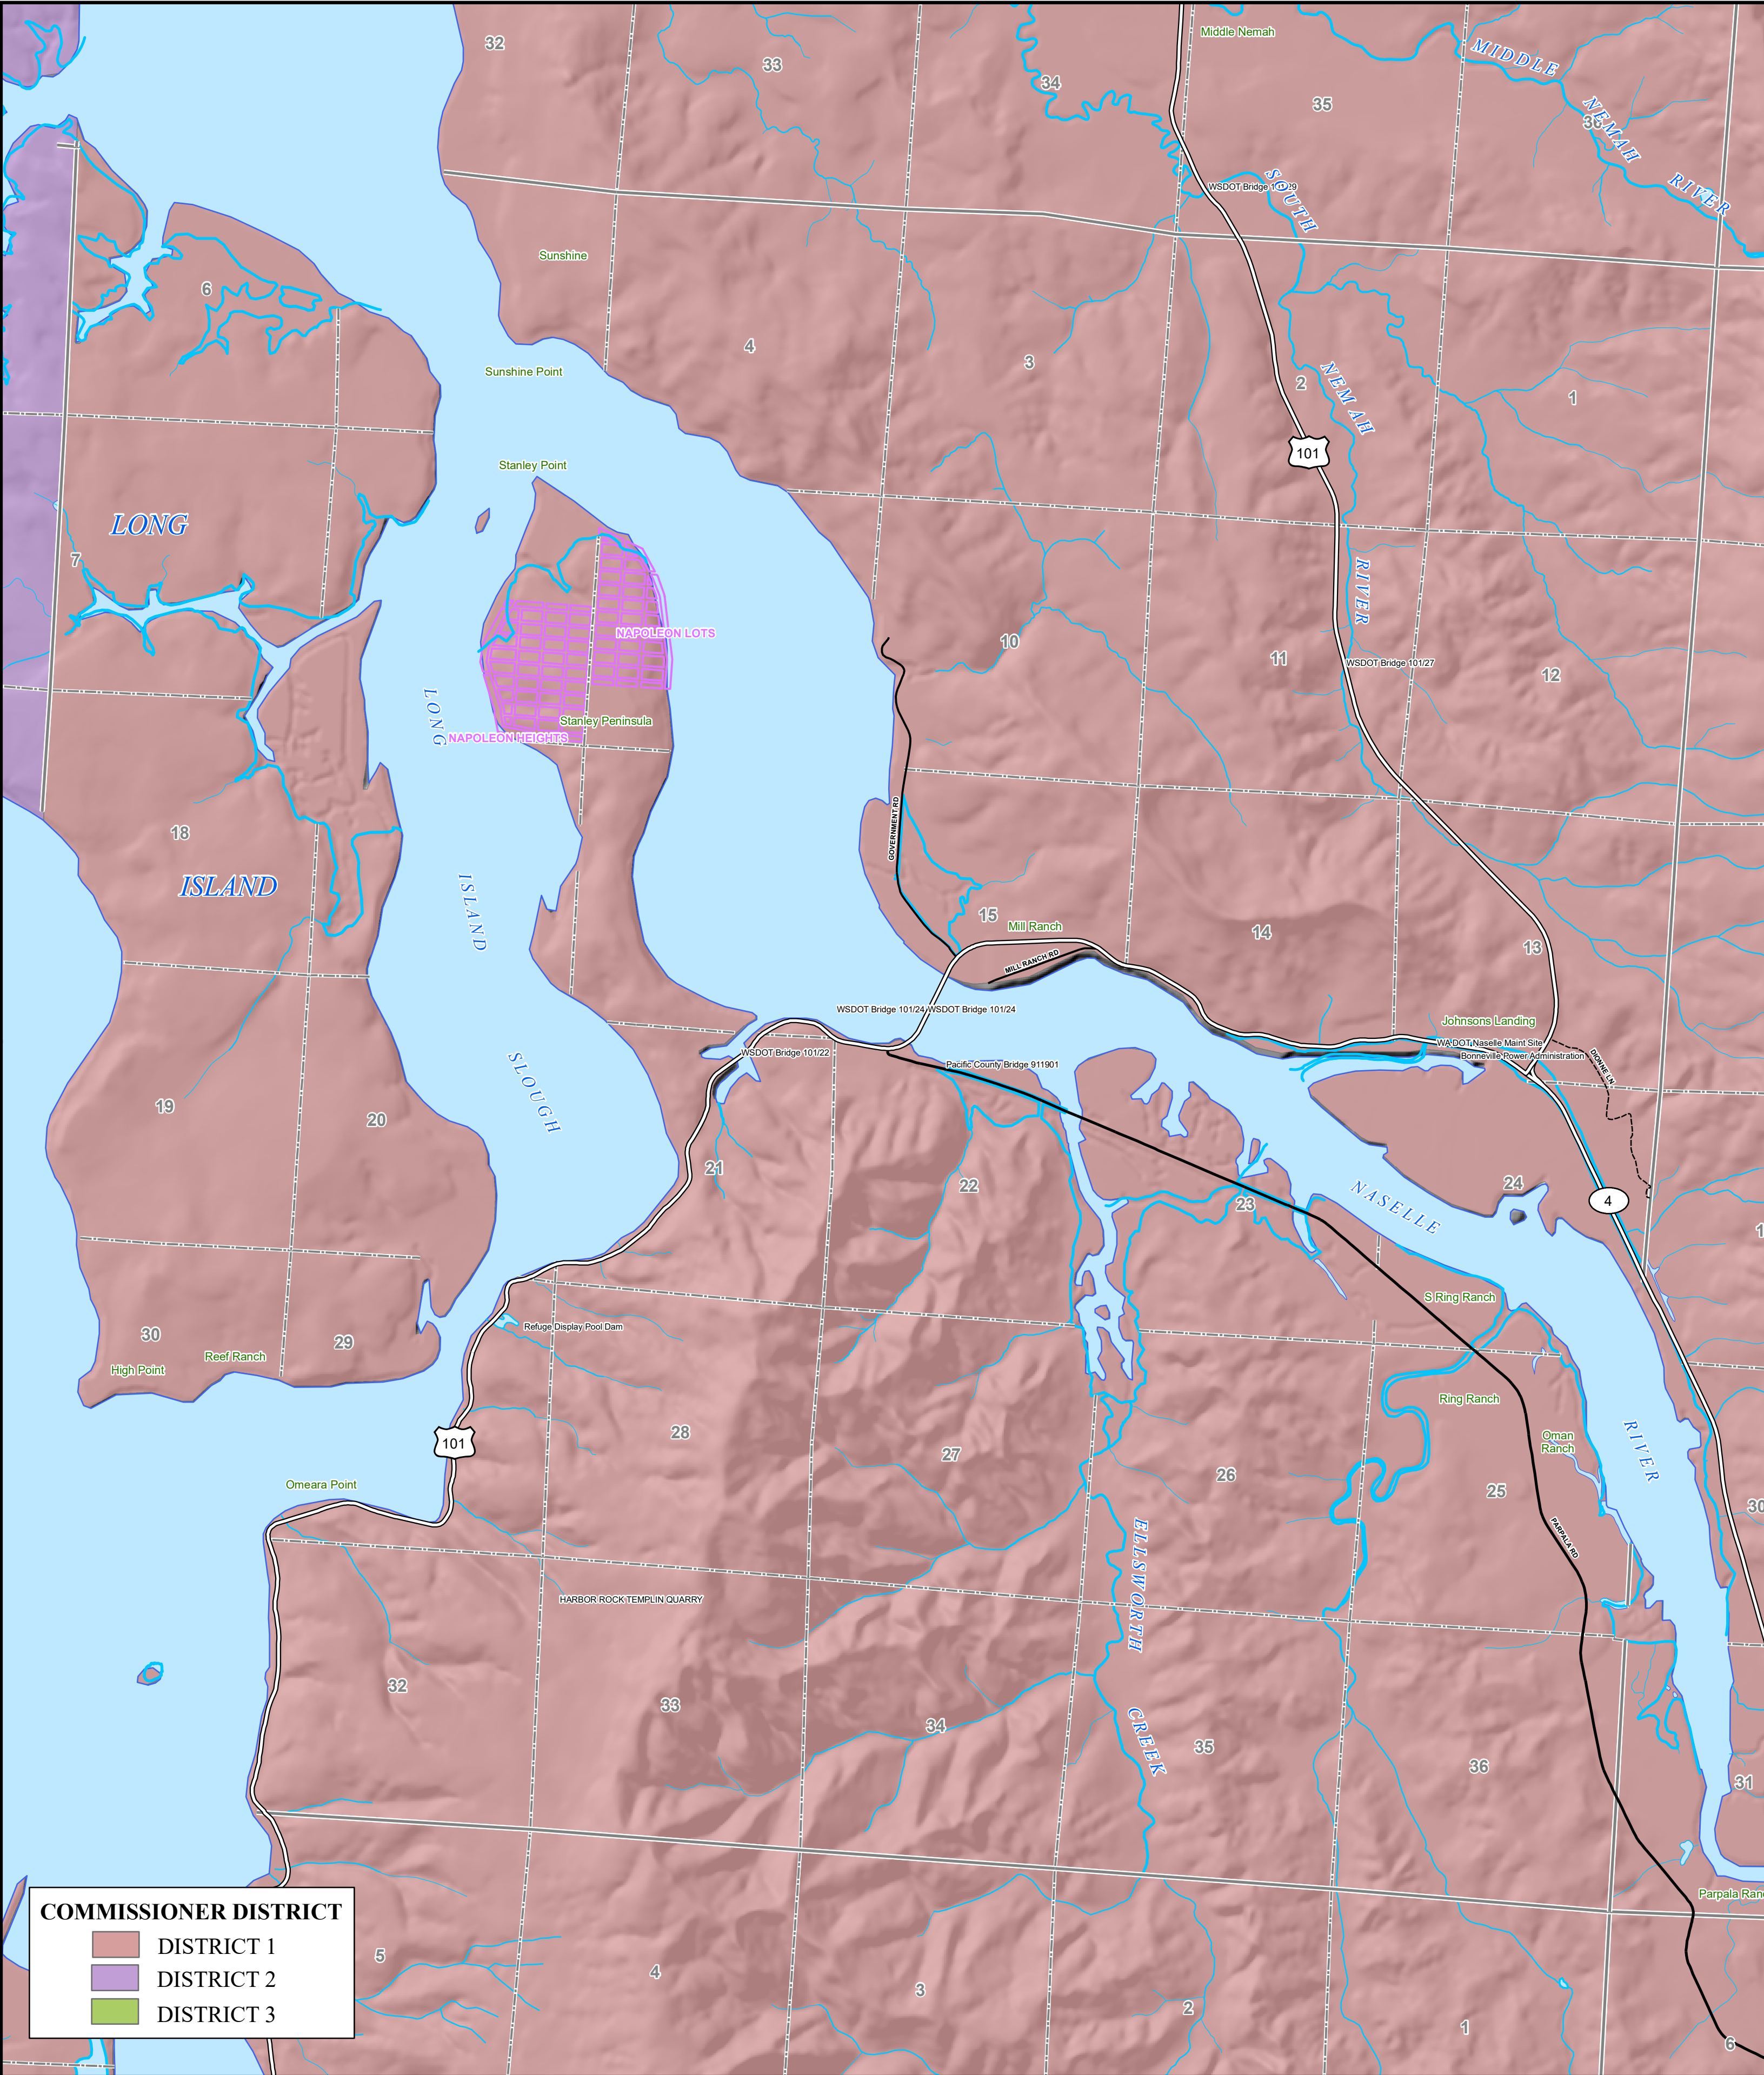 32
33
34
Middle Nemah
35
MIDDLE
NEMAH
36
RIVER
WSDOT Bridge 101/29
SOUTH
Sunshine
6
4
3
Sunshine Point
2
NEMAH
1
101
Stanley Point
LONG
7
RIVER
NAPOLEON LOTS
10
11
WSDOT Bridge 101/27
12
LONG
Stanley Peninsula
NAPOLEON HEIGHTS
GOVERNMENT RD
18
ISLAND
ISLAND
15
Mill Ranch
14
13
MILL RANCH RD
WSDOT Bridge 101/24
WSDOT Bridge 101/24
Johnsons Landing
WA DOT Naselle Maint Site
Bonneville Power Administration
WSDOT Bridge 101/22
Pacific County Bridge 911901
DIONNE LN
SLOUGH
19
20
21
22
23
NASELLE
24
4
S Ring Ranch
Refuge Display Pool Dam
30
29
Reef Ranch
High Point
Ring Ranch
28
27
26
Oman
Ranch
RIVER
101
Omeara Point
25
30
ELLSWORTH
PARPALA RD
HARBOR ROCK TEMPLIN QUARRY
32
33
34
CREEK
35
36
31
Parpala Ran
COMMISSIONER DISTRICT
DISTRICT 1
DISTRICT 2
DISTRICT 3
5
4
3
2
1
6